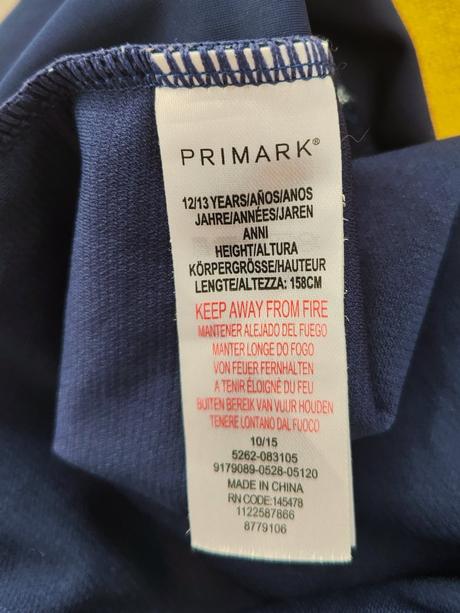 PRIMARK®
12/13 YEARS/AÑOS/ANOS
JAHRE/ANNÉES/JAREN
ANNI
HEIGHT/ALTURA
KÖRPERGRÖSSE/HAUTEUR
LENGTE/ALTEZZA: 158CM
KEEP AWAY FROM FIRE
MANTENER ALEJADO DEL FUEGO
MANTER LONGE DO FOGO
VON FEUER FERNHALTEN
A TENIR ÉLOIGNÉ DU FEU
BUITEN BEREIK VAN VUUR HOUDEN
TENERE LONTANO DAL FUOCO
10/15
5262-083105
9179089-0528-05120
MADE IN CHINA
RN CODE: 145478
1122587866
8779106